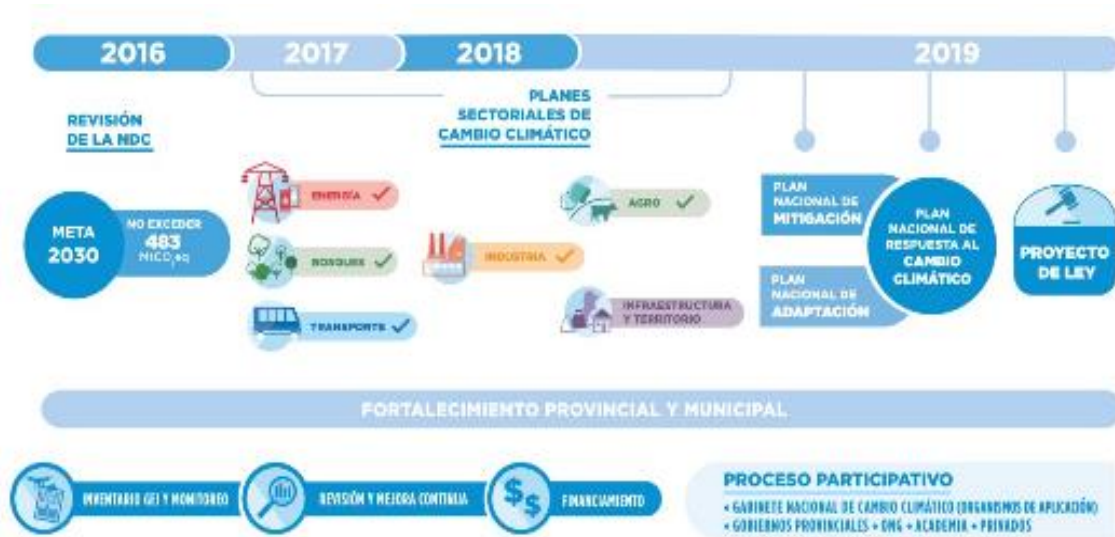 2016
2017
2018
2019
REVISIÓN
DE LA NDC
PLANES
SECTORIALES DE
CAMBIO CLIMÁTICO
META
2030
NO EXCEDER
483
MtCO₂eq
ENERGÍA
BOSQUES
TRANSPORTE
INDUSTRIA
AGRO
INFRAESTRUCTURA
Y TERRITORIO
PLAN
NACIONAL DE
MITIGACIÓN
PLAN
NACIONAL DE
ADAPTACIÓN
PLAN
NACIONAL DE
RESPUESTA AL
CAMBIO
CLIMÁTICO
PROYECTO
DE LEY
FORTALECIMIENTO PROVINCIAL Y MUNICIPAL
INVENTARIO GEI Y MONITOREO
REVISIÓN Y MEJORA CONTINUA
$$
FINANCIAMIENTO
PROCESO PARTICIPATIVO
• GABINETE NACIONAL DE CAMBIO CLIMÁTICO (ORGANISMOS DE APLICACIÓN)
• GOBIERNOS PROVINCIALES + ONG + ACADEMIA + PRIVADOS